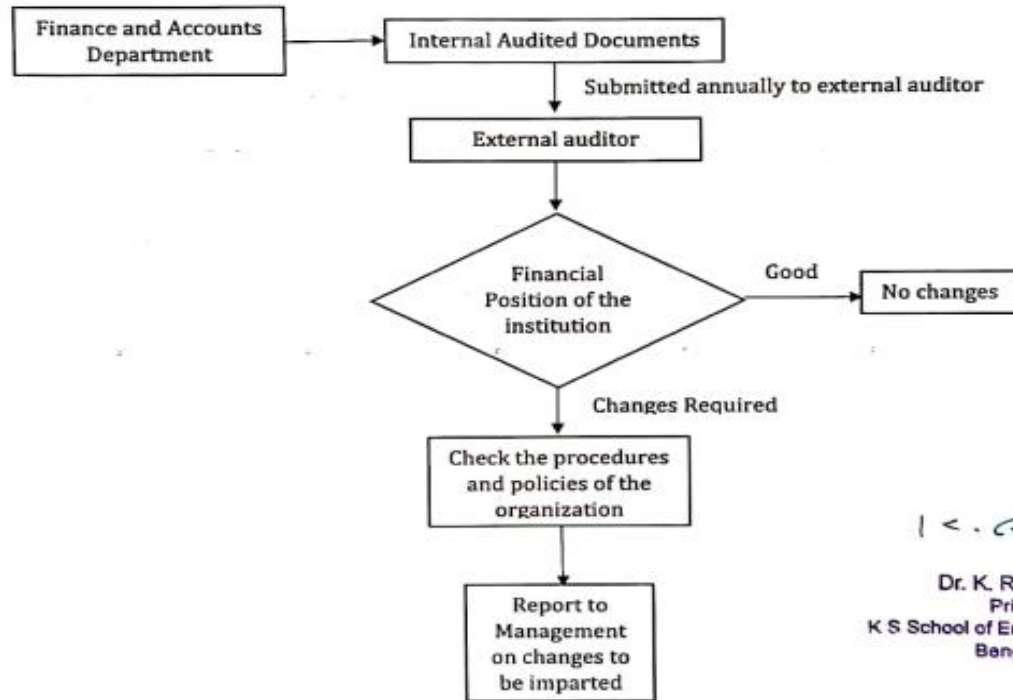 Finance and Accounts
Department
Internal Audited Documents
Submitted annually to external auditor
External auditor
Financial
Position of the
institution
Good
No changes
Changes Required
Check the procedures
and policies of the
organization
Report to
Management
on changes to
be imparted
Dr. K. R
K S School of